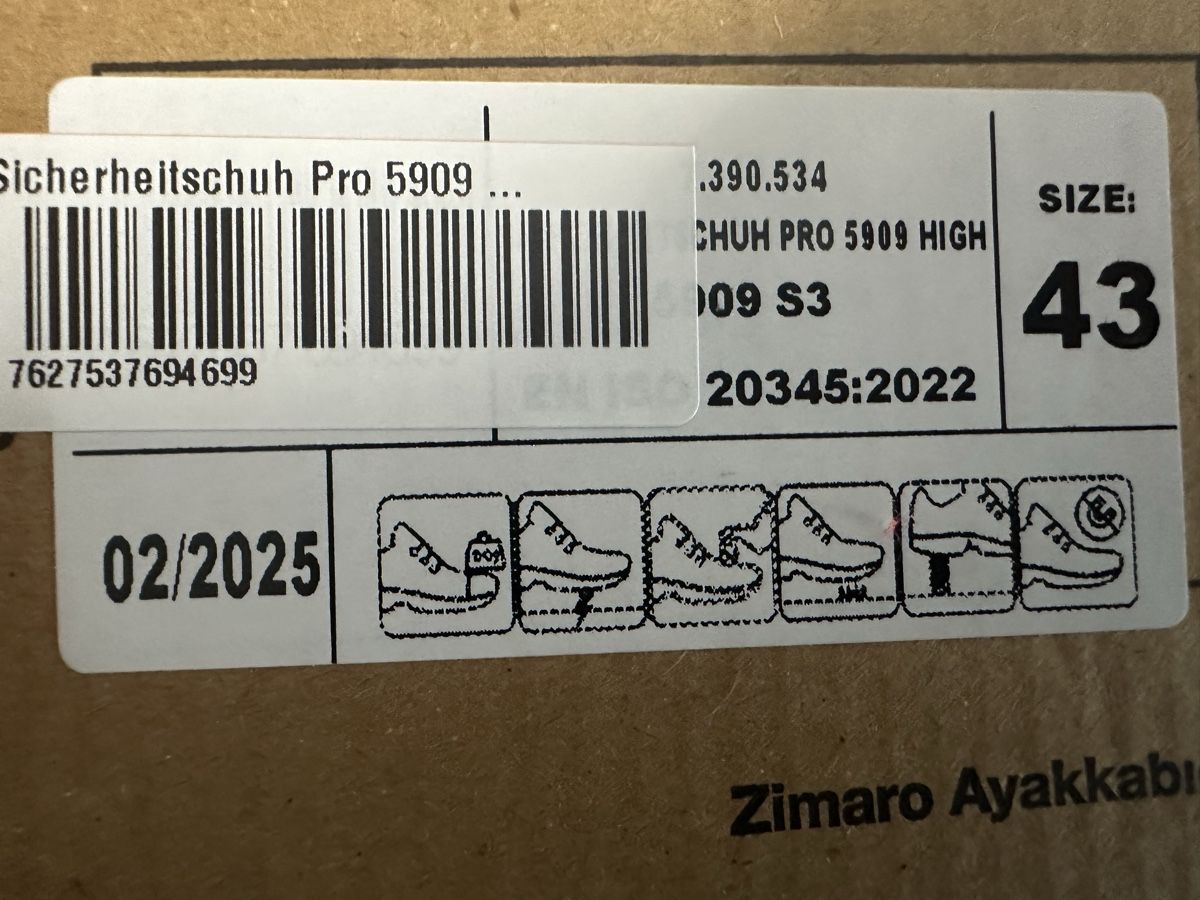 Sicherheitschuh Pro 5909 ...
7627537694699
.390.534
CHUH PRO 5909 HIGH
909 S3
20345:2022
SIZE:
43
02/2025
Zimaro Ayakkabı